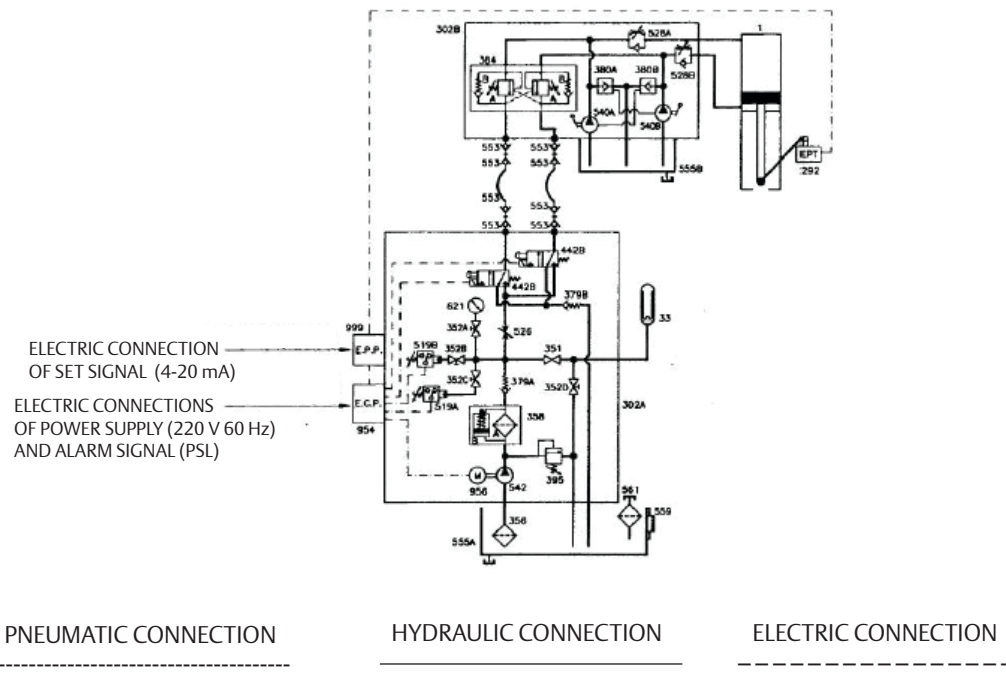 302B
528A
1
364
380A 380B
528B
B B
A A
540A 540B
EPT
292
553 553
553 553
555B
553 553
553 553
442B
442B
379B
621
33
999
352A
526
E.P.P.
519B 352B
351
ELECTRIC CONNECTION
OF SET SIGNAL (4-20 mA)
352C
379A
352D
302A
E.C.P.
519A
ELECTRIC CONNECTIONS
OF POWER SUPPLY (220 V 60 Hz)
AND ALARM SIGNAL (PSL)
954
358
A
B
395
M
956
542
561
559
356
555A
PNEUMATIC CONNECTION
HYDRAULIC CONNECTION
ELECTRIC CONNECTION